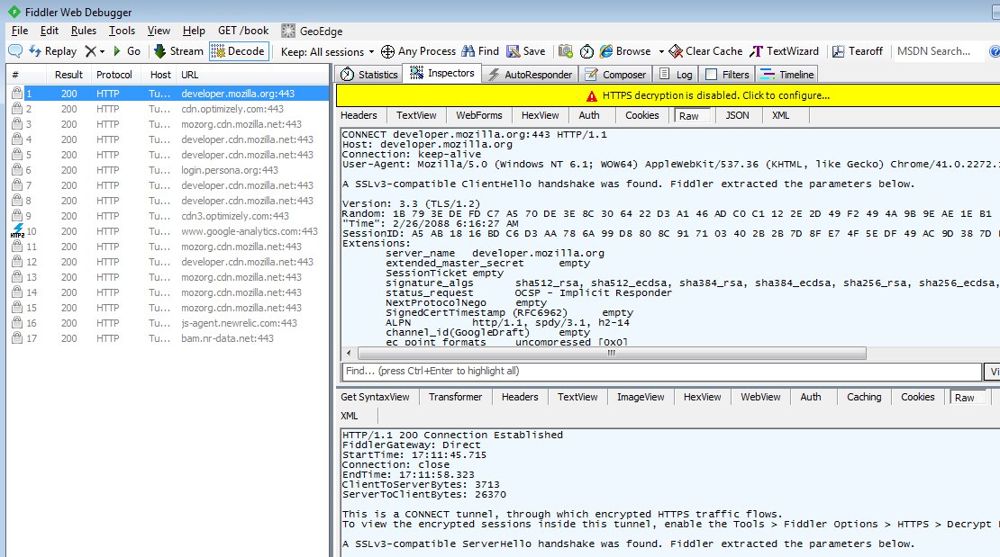 Fiddler Web Debugger
File Edit Rules Tools View Help GET /book GeoEdge
Replay Go Stream Decode Keep: All sessions Any Process Find Save Browse Clear Cache TextWizard Tearoff MSDN Search...
# Result Protocol Host URL
1 200 HTTP Tu... developer.mozilla.org:443
2 200 HTTP Tu... cdn.optimizely.com:443
3 200 HTTP Tu... mozorg.cdn.mozilla.net:443
4 200 HTTP Tu... developer.cdn.mozilla.net:443
5 200 HTTP Tu... developer.cdn.mozilla.net:443
6 200 HTTP Tu... login.persona.org:443
7 200 HTTP Tu... developer.cdn.mozilla.net:443
8 200 HTTP Tu... developer.cdn.mozilla.net:443
9 200 HTTP Tu... cdn3.optimizely.com:443
HTTP2 10 200 HTTP Tu... www.google-analytics.com:443
11 200 HTTP Tu... mozorg.cdn.mozilla.net:443
12 200 HTTP Tu... developer.cdn.mozilla.net:443
13 200 HTTP Tu... mozorg.cdn.mozilla.net:443
14 200 HTTP Tu... mozorg.cdn.mozilla.net:443
15 200 HTTP Tu... mozorg.cdn.mozilla.net:443
16 200 HTTP Tu... js-agent.newrelic.com:443
17 200 HTTP Tu... bam.nr-data.net:443
Statistics Inspectors AutoResponder Composer Log Filters Timeline
HTTPS decryption is disabled. Click to configure...
Headers TextView WebForms HexView Auth Cookies Raw JSON XML
CONNECT developer.mozilla.org:443 HTTP/1.1
Host: developer.mozilla.org
Connection: keep-alive
User-Agent: Mozilla/5.0 (Windows NT 6.1; WOW64) AppleWebKit/537.36 (KHTML, like Gecko) Chrome/41.0.2272.1
A SSLv3-compatible ClientHello handshake was found. Fiddler extracted the parameters below.
Version: 3.3 (TLS/1.2)
Random: 1B 79 3E DE FD C7 A5 70 DE 3E 8C 30 64 22 D3 A1 46 AD C0 C1 12 2E 2D 49 F2 49 4A 9B 9E AE 1E B1
"Time": 2/26/2088 6:16:27 AM
SessionID: A5 AB 18 16 BD C6 D3 AA 78 6A 99 D8 80 8C 91 71 03 40 2B 2B 7D 8F E7 4F 5E DF 49 AC 9D 38 7D
Extensions:
server_name developer.mozilla.org
extended_master_secret empty
SessionTicket empty
signature_algs sha512_rsa, sha512_ecdsa, sha384_rsa, sha384_ecdsa, sha256_rsa, sha256_ecdsa,
status_request OCSP - Implicit Responder
NextProtocolNego empty
SignedCertTimestamp (RFC6962) empty
ALPN http/1.1, spdy/3.1, h2-14
channel_id(GoogleDraft) empty
ec_point_formats uncompressed [0x0]
Find... (press Ctrl+Enter to highlight all) Vi
Get SyntaxView Transformer Headers TextView ImageView HexView WebView Auth Caching Cookies Raw
XML
HTTP/1.1 200 Connection Established
FiddlerGateway: Direct
StartTime: 17:11:45.715
Connection: close
EndTime: 17:11:58.323
ClientToServerBytes: 3713
ServerToClientBytes: 26370
This is a CONNECT tunnel, through which encrypted HTTPS traffic flows.
To view the encrypted sessions inside this tunnel, enable the Tools > Fiddler Options > HTTPS > Decrypt
A SSLv3-compatible ServerHello handshake was found. Fiddler extracted the parameters below.